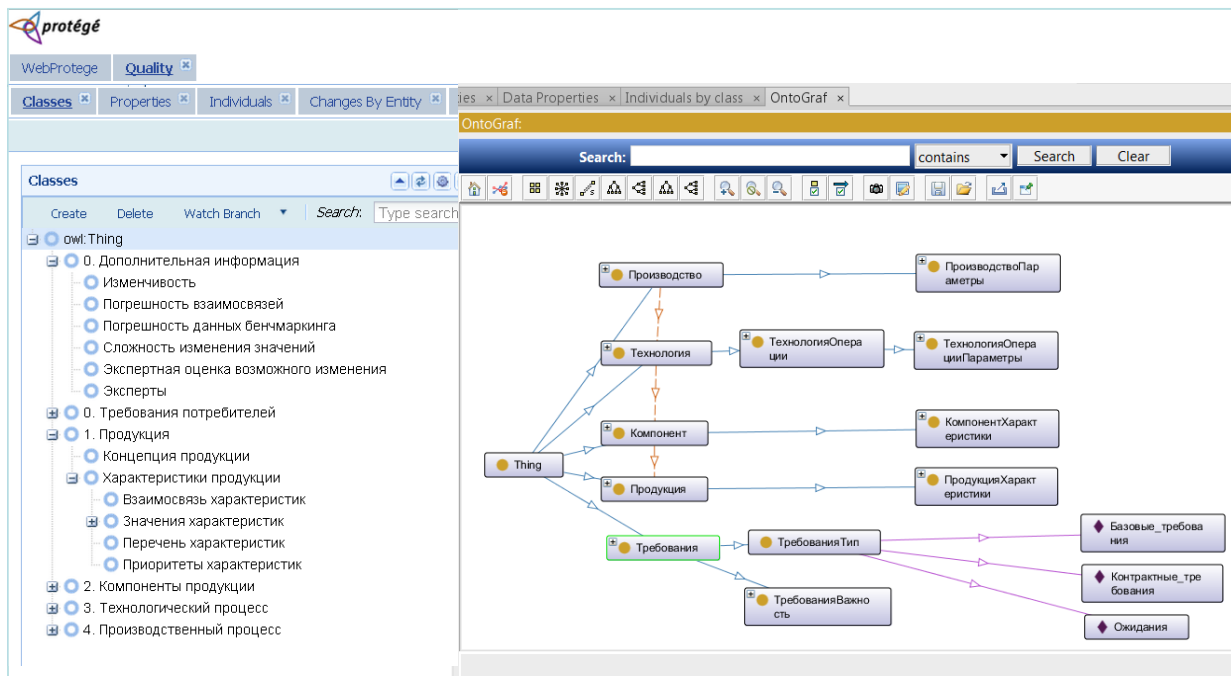 protégé
WebProtege
Quality
Classes
Properties
Individuals
Changes By Entity
ies
Data Properties
Individuals by class
OntoGraf
OntoGraf:
Search:
contains
Search
Clear
Classes
Create
Delete
Watch Branch
Search:
Type search
owl:Thing
0. Дополнительная информация
Изменчивость
Погрешность взаимосвязей
Погрешность данных бенчмаркинга
Сложность изменения значений
Экспертная оценка возможного изменения
Эксперты
0. Требования потребителей
1. Продукция
Концепция продукции
Характеристики продукции
Взаимосвязь характеристик
Значения характеристик
Перечень характеристик
Приоритеты характеристик
2. Компоненты продукции
3. Технологический процесс
4. Производственный процесс
Производство
ПроизводствоПар
аметры
Технология
ТехнологияОпера
ции
ТехнологияОпера
цииПараметры
Компонент
КомпонентХаракт
еристики
Thing
Продукция
ПродукцияХаракт
еристики
Требования
ТребованияТип
Базовые_требова
ния
Контрактные_тре
бования
ТребованияВажно
сть
Ожидания